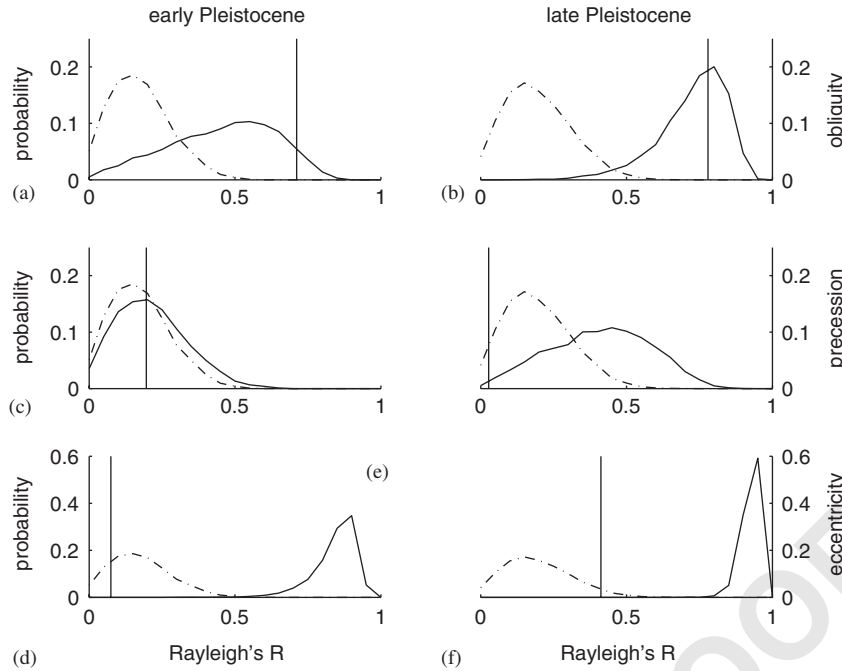 early Pleistocene late Pleistocene
probability 0.2 0.1 0 0.2 0.1 0 obliquity
(a) 0 0.5 1 (b) 0 0.5 1
probability 0.2 0.1 0 0.2 0.1 0 precession
(c) 0 0.5 1 0 0.5 1
probability 0.6 0.4 0.2 0 (e) 0.6 0.4 0.2 0 eccentricity
0 0.5 1 0 0.5 1
(d) Rayleigh's R (f) Rayleigh's R